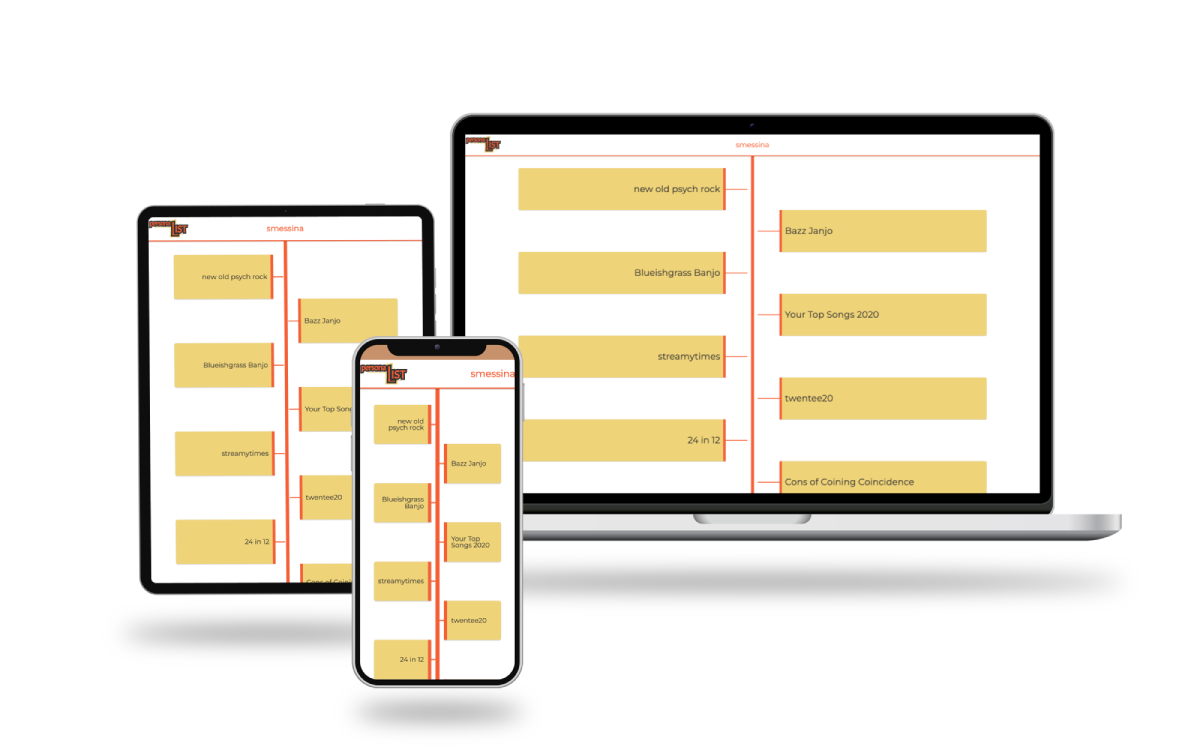 persona
LIST
smessina
new old psych rock
Bazz Janjo
Blueishgrass Banjo
Your Top Songs 2020
streamytimes
twentee20
24 in 12
Cons of Coining Coincidence
persona
LIST
smessina
new old psych rock
Bazz Janjo
Blueishgrass Banjo
Your Top Son
streamytimes
twentee20
24 in 12
Cons of Coinin
persona
LIST
smessina
new old
psych rock
Bazz Janjo
Blueishgrass
Banjo
Your Top
Songs 2020
streamytimes
twentee20
24 in 12